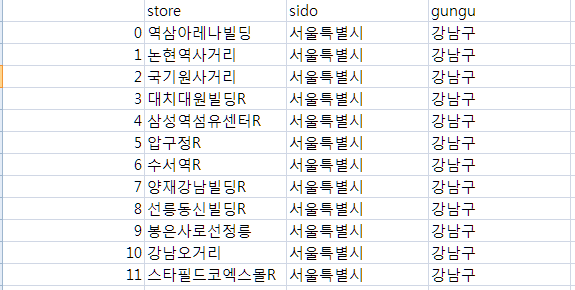 store sido gungu
0 역삼아레나빌딩 서울특별시 강남구
1 논현역사거리 서울특별시 강남구
2 국기원사거리 서울특별시 강남구
3 대치대원빌딩R 서울특별시 강남구
4 삼성역섬유센터R 서울특별시 강남구
5 압구정R 서울특별시 강남구
6 수서역R 서울특별시 강남구
7 양재강남빌딩R 서울특별시 강남구
8 선릉동신빌딩R 서울특별시 강남구
9 봉은사로선정릉 서울특별시 강남구
10 강남오거리 서울특별시 강남구
11 스타필드코엑스몰R 서울특별시 강남구